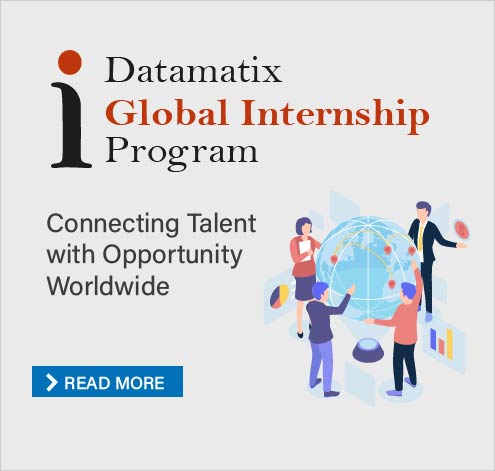 Datamatix
Global Internship
Program
Connecting Talent
with Opportunity
Worldwide
READ MORE